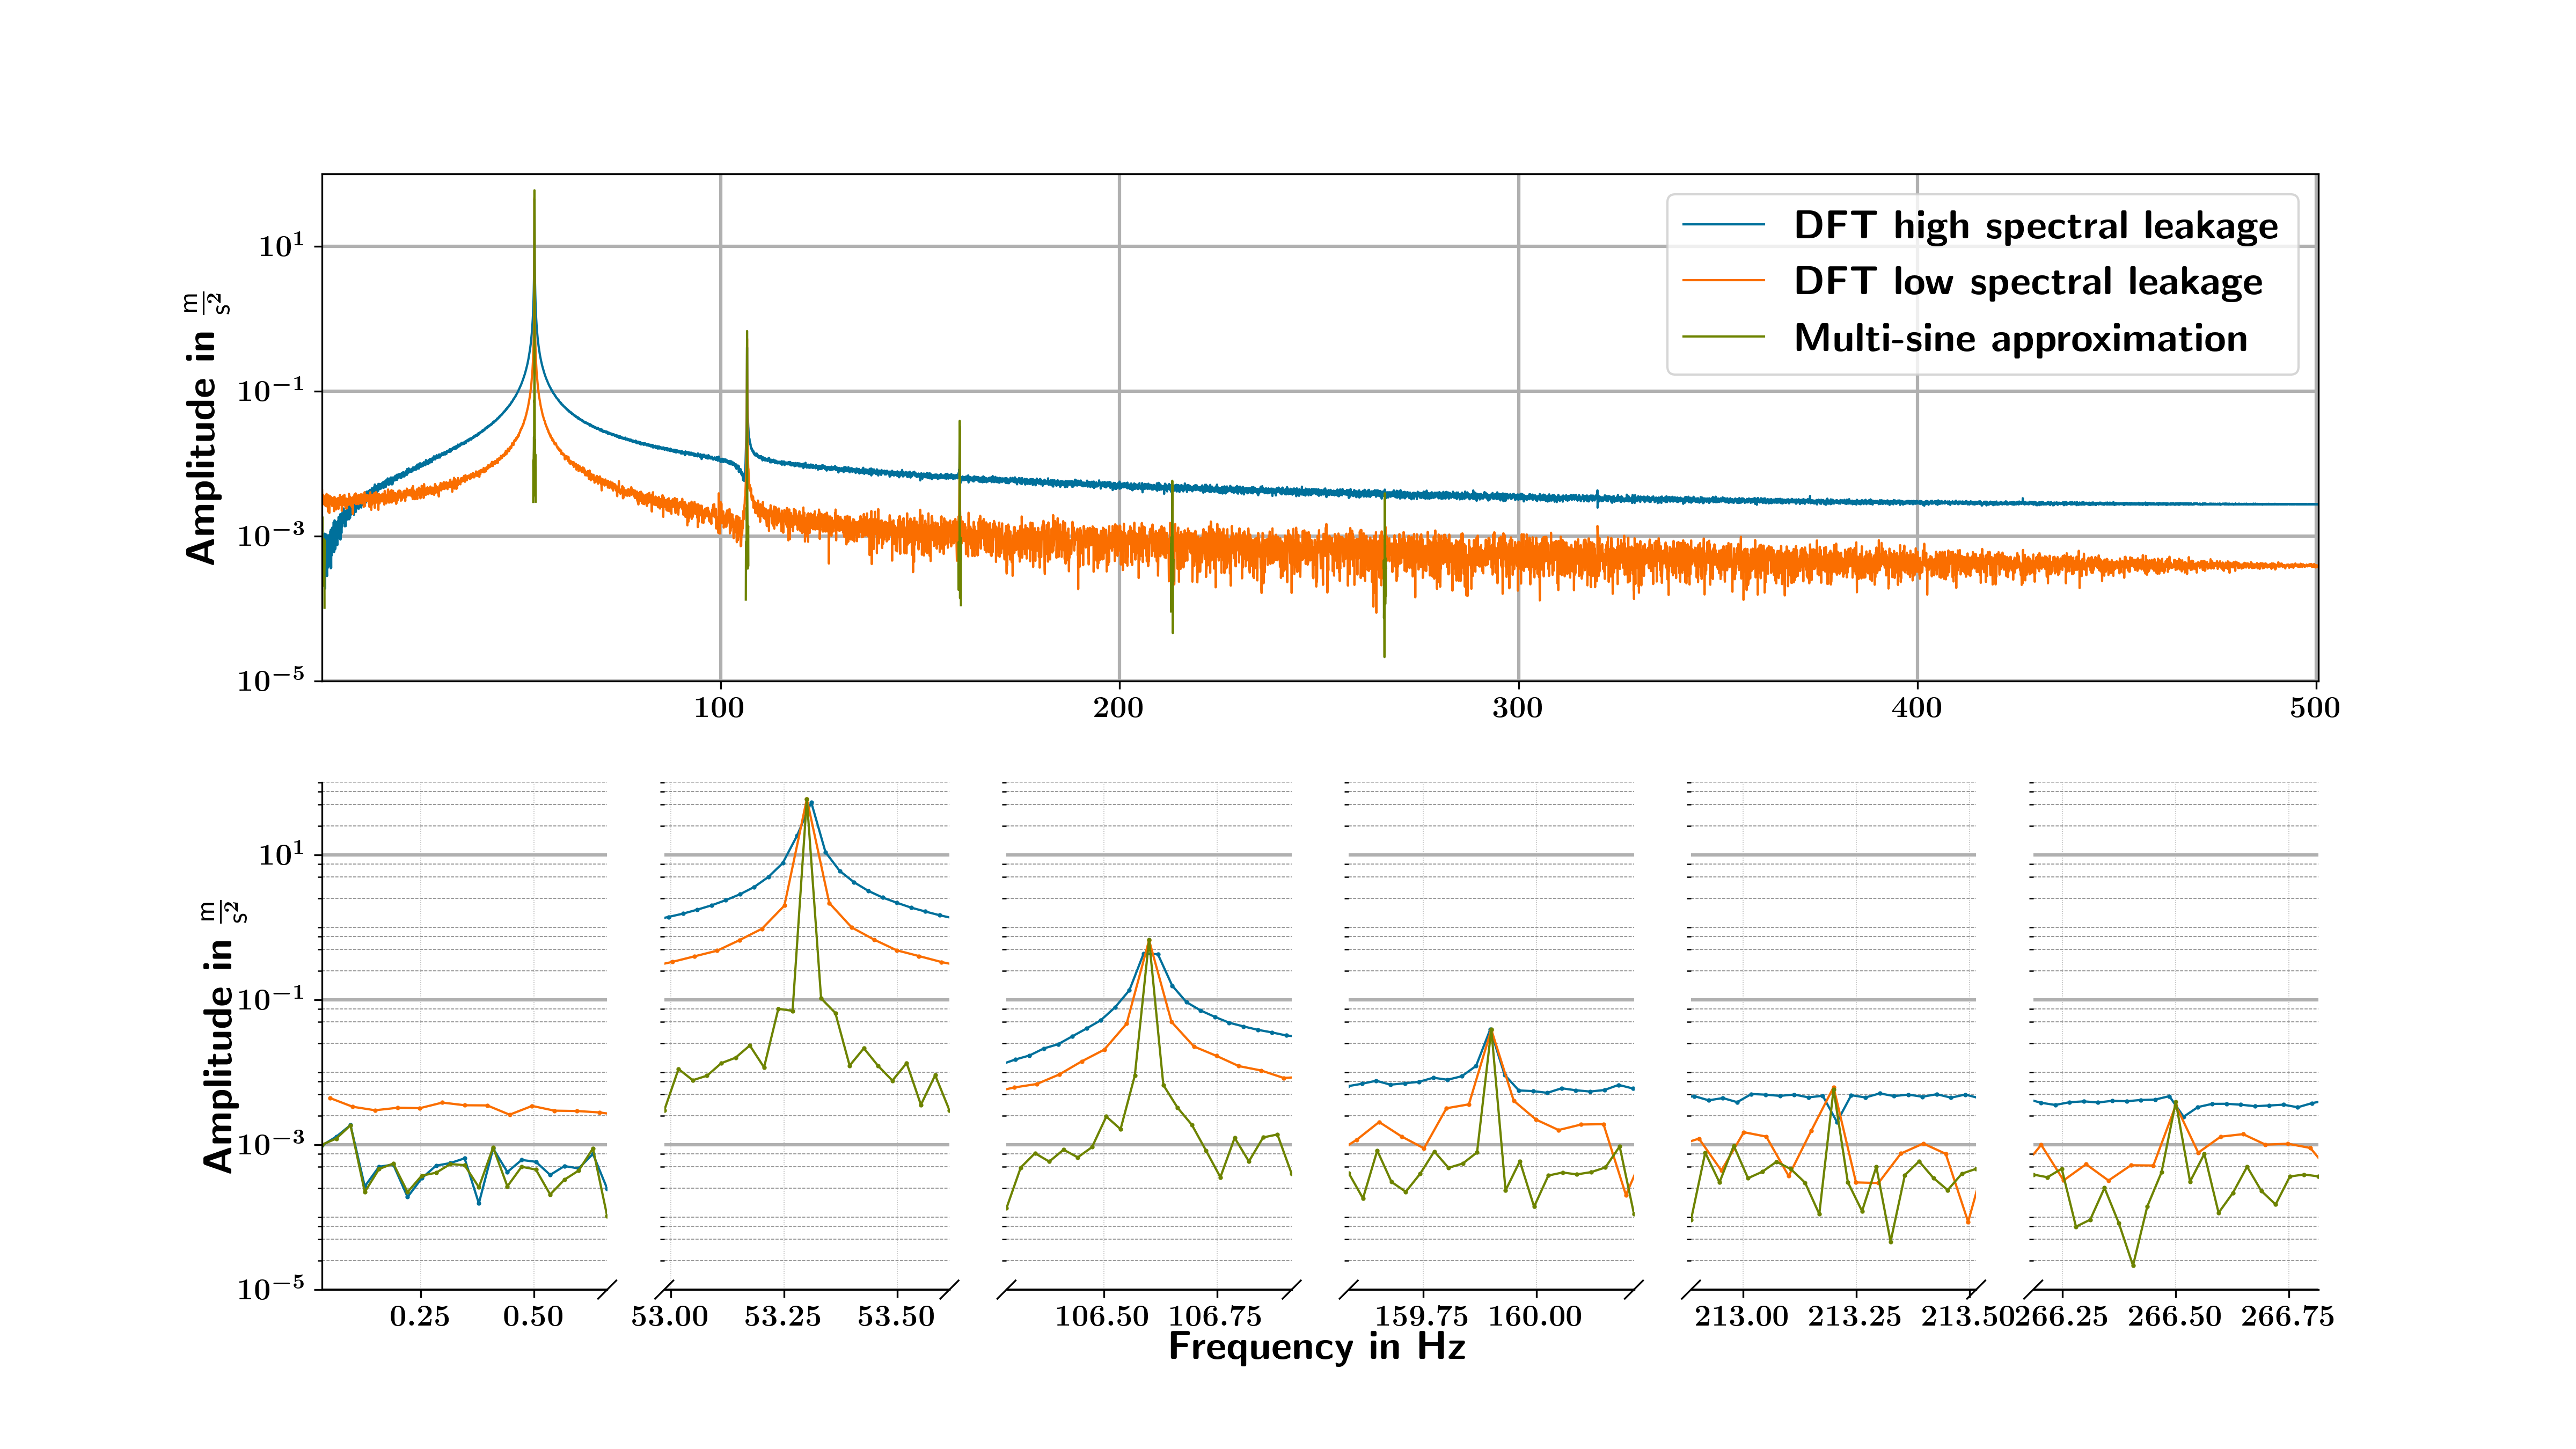 DFT high spectral leakage
DFT low spectral leakage
Multi-sine approximation
Amplitude in m/s²
10¹
10⁻¹
10⁻³
10⁻⁵
100 200 300 400 500
Amplitude in m/s²
10¹
10⁻¹
10⁻³
10⁻⁵
0.25 0.50 53.00 53.25 53.50 106.50 106.75 159.75 160.00 213.00 213.25 213.50 266.25 266.50 266.75
Frequency in Hz